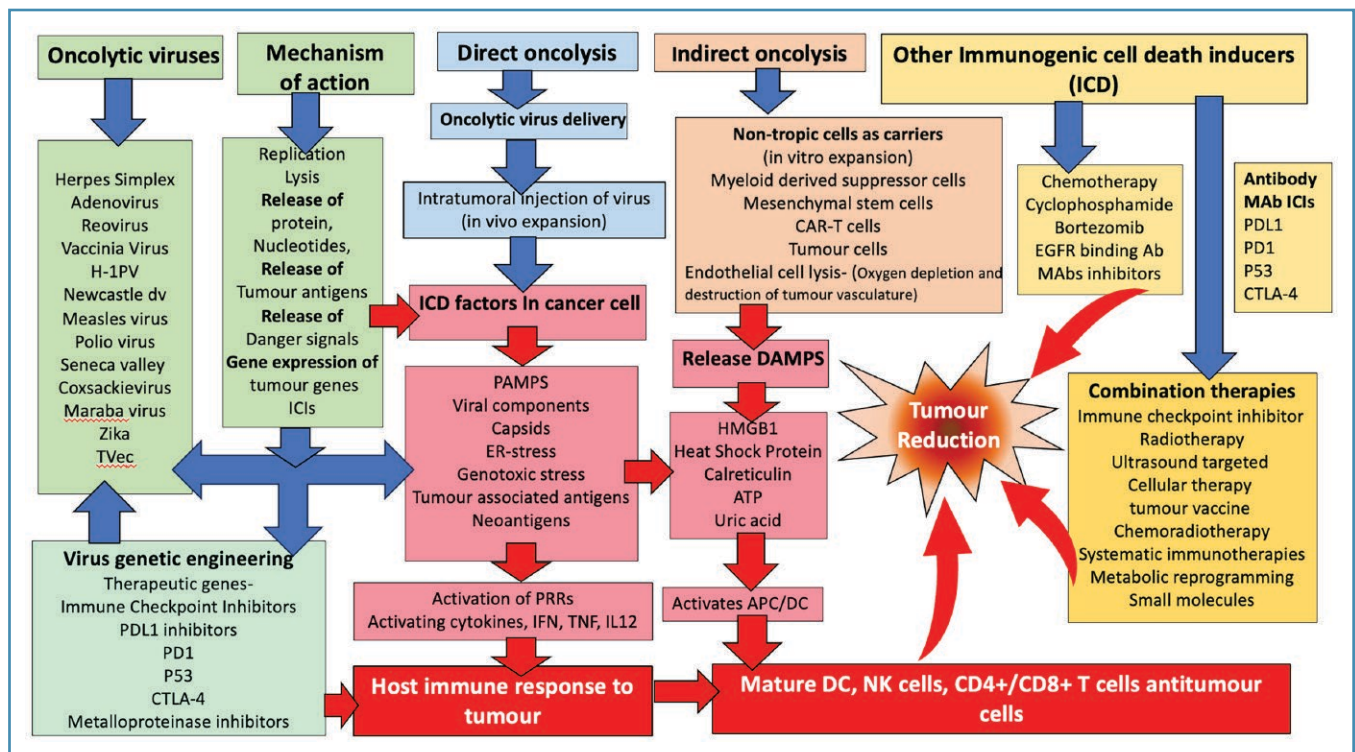 Oncolytic viruses
Herpes Simplex
Adenovirus
Reovirus
Vaccinia Virus
H-1PV
Newcastle dv
Measles virus
Polio virus
Seneca valley
Coxsackievirus
Maraba virus
Zika
TVec
Virus genetic engineering
Therapeutic genes-
Immune Checkpoint Inhibitors
PDL1 inhibitors
PD1
P53
CTLA-4
Metalloproteinase inhibitors
Mechanism
of action
Replication
Lysis
Release of
protein,
Nucleotides,
Release of
Tumour antigens
Release of
Danger signals
Gene expression of
tumour genes
ICIs
Direct oncolysis
Oncolytic virus delivery
Intratumoral injection of virus
(in vivo expansion)
ICD factors In cancer cell
PAMPS
Viral components
Capsids
ER-stress
Genotoxic stress
Tumour associated antigens
Neoantigens
Activation of PRRs
Activating cytokines, IFN, TNF, IL12
Host immune response to
tumour
Indirect oncolysis
Non-tropic cells as carriers
(in vitro expansion)
Myeloid derived suppressor cells
Mesenchymal stem cells
CAR-T cells
Tumour cells
Endothelial cell lysis- (Oxygen depletion and
destruction of tumour vasculature)
Release DAMPS
HMGB1
Heat Shock Protein
Calreticulin
ATP
Uric acid
Activates APC/DC
Mature DC, NK cells, CD4+/CD8+ T cells antitumour
cells
Tumour
Reduction
Other Immunogenic cell death inducers
(ICD)
Chemotherapy
Cyclophosphamide
Bortezomib
EGFR binding Ab
MAbs inhibitors
Antibody
MAb ICIs
PDL1
PD1
P53
CTLA-4
Combination therapies
Immune checkpoint inhibitor
Radiotherapy
Ultrasound targeted
Cellular therapy
tumour vaccine
Chemoradiotherapy
Systematic immunotherapies
Metabolic reprogramming
Small molecules